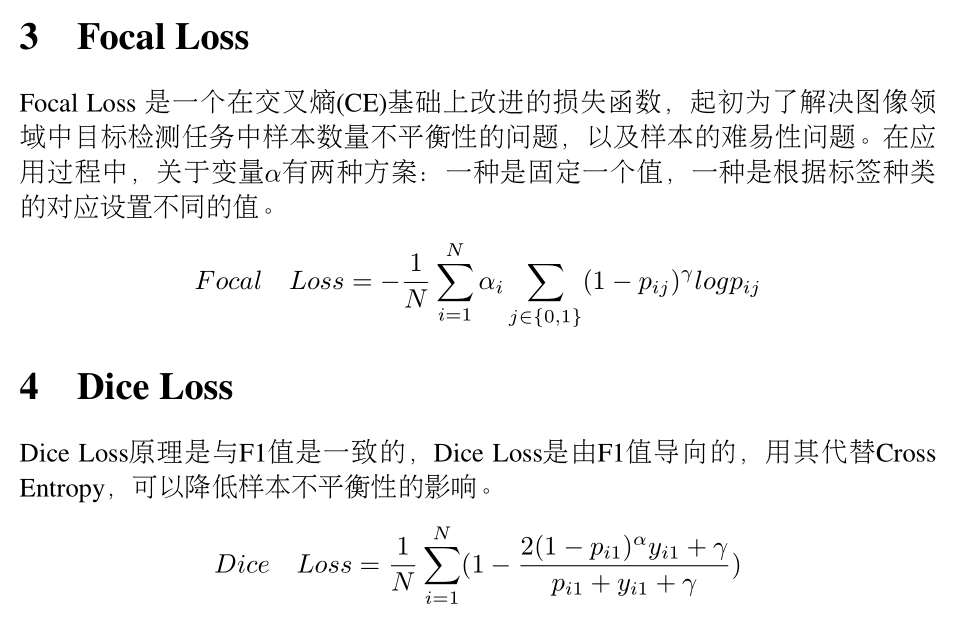 3 Focal Loss
Focal Loss 是一个在交叉熵(CE)基础上改进的损失函数，起初为了解决图像领
域中目标检测任务中样本数量不平衡性的问题，以及样本的难易性问题。在应
用过程中，关于变量α有两种方案：一种是固定一个值，一种是根据标签种类
的对应设置不同的值。
$Focal \quad Loss = -\frac{1}{N}\sum_{i=1}^{N}\alpha_i\sum_{j\in\{0,1\}}(1-p_{ij})^{\gamma}logp_{ij}$
4 Dice Loss
Dice Loss原理是与F1值是一致的，Dice Loss是由F1值导向的，用其代替Cross
Entropy，可以降低样本不平衡性的影响。
$Dice \quad Loss = \frac{1}{N}\sum_{i=1}^{N}(1-\frac{2(1-p_{i1})^{\alpha}y_{i1}+\gamma}{p_{i1}+y_{i1}+\gamma})$